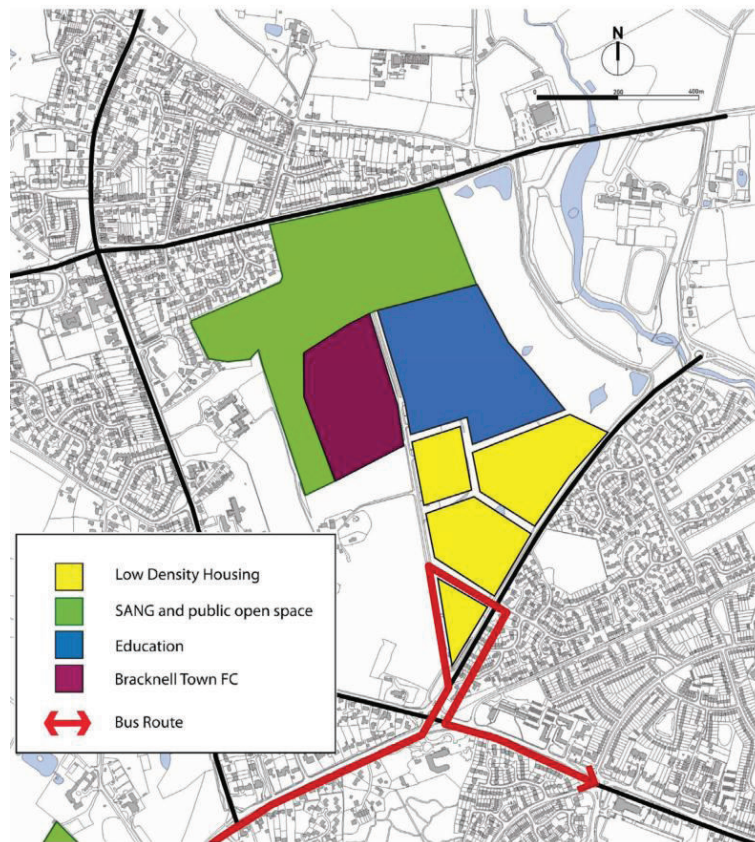 N
0 200 400m
Low Density Housing
SANG and public open space
Education
Bracknell Town FC
Bus Route